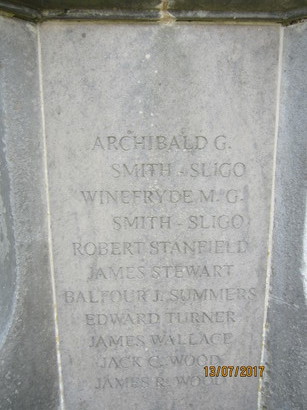 ARCHIBALD G.
SMITH - SLIGO
WINEFRYDE M. G.
SMITH - SLIGO
ROBERT STANFIELD
JAMES STEWART
BALFOUR J. SUMMERS
EDWARD TURNER
JAMES WALLACE
JACK C. WOOD
JAMES R. WOOD
13/07/2017